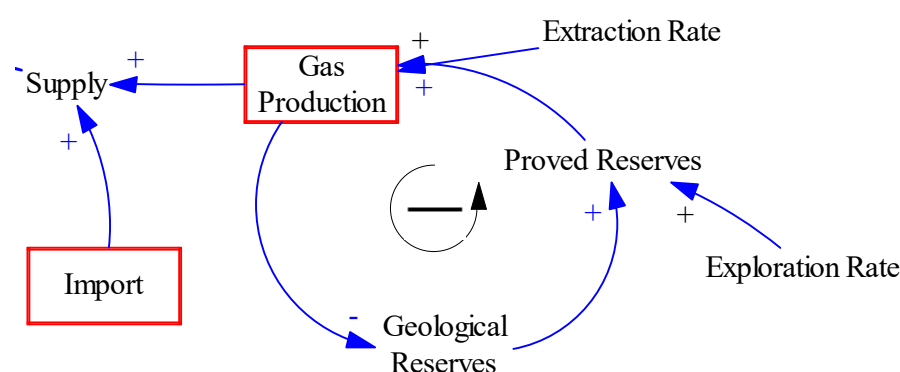 Extraction Rate
+
Gas
Production
+
+
-
Supply
+
Proved Reserves
+
+
Exploration Rate
Import
-
Geological
Reserves